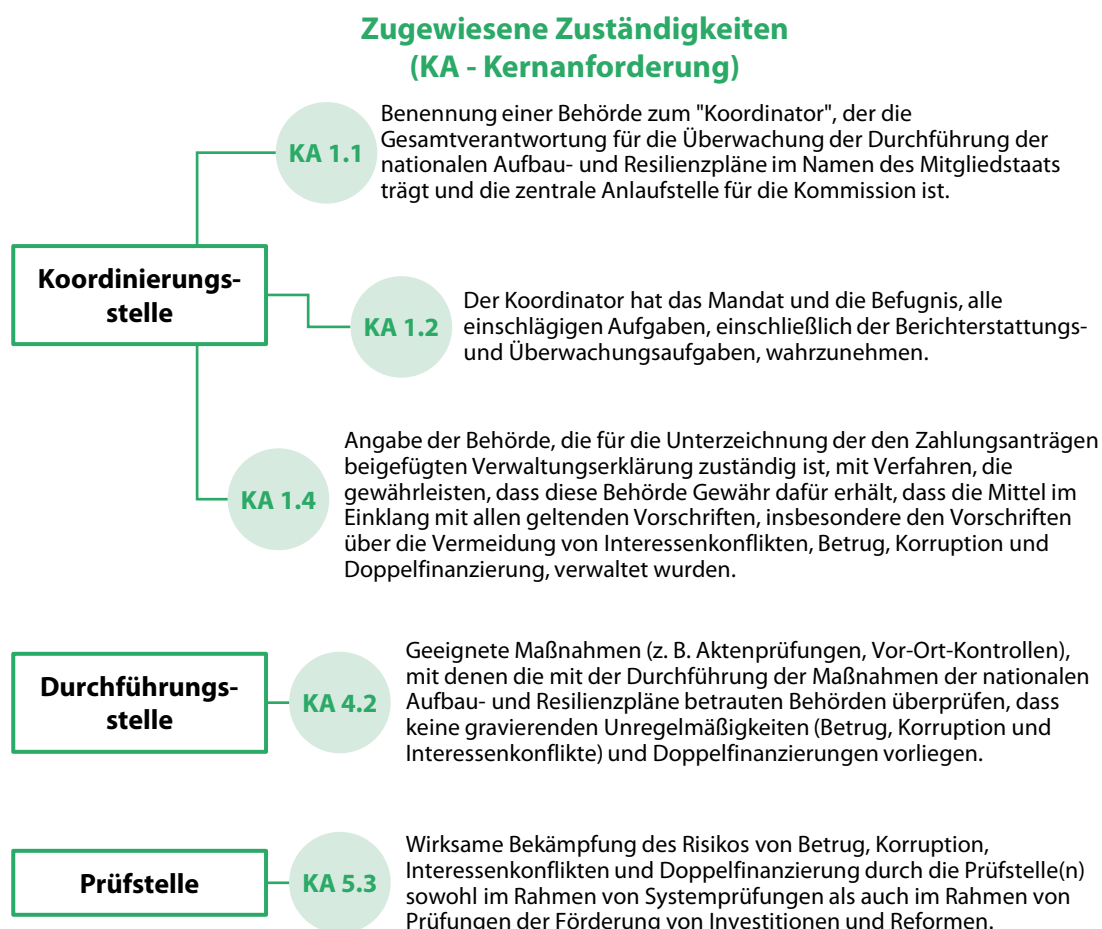 Zugewiesene Zuständigkeiten
(KA - Kernanforderung)
KA 1.1
Benennung einer Behörde zum "Koordinator", der die
Gesamtverantwortung für die Überwachung der Durchführung der
nationalen Aufbau- und Resilienzpläne im Namen des Mitgliedstaats
trägt und die zentrale Anlaufstelle für die Kommission ist.
Koordinierungs-
stelle
KA 1.2
Der Koordinator hat das Mandat und die Befugnis, alle
einschlägigen Aufgaben, einschließlich der Berichterstattungs-
und Überwachungsaufgaben, wahrzunehmen.
KA 1.4
Angabe der Behörde, die für die Unterzeichnung der den Zahlungsanträgen
beigefügten Verwaltungserklärung zuständig ist, mit Verfahren, die
gewährleisten, dass diese Behörde Gewähr dafür erhält, dass die Mittel im
Einklang mit allen geltenden Vorschriften, insbesondere den Vorschriften
über die Vermeidung von Interessenkonflikten, Betrug, Korruption und
Doppelfinanzierung, verwaltet wurden.
Durchführungs-
stelle
KA 4.2
Geeignete Maßnahmen (z. B. Aktenprüfungen, Vor-Ort-Kontrollen),
mit denen die mit der Durchführung der Maßnahmen der nationalen
Aufbau- und Resilienzpläne betrauten Behörden überprüfen, dass
keine gravierenden Unregelmäßigkeiten (Betrug, Korruption und
Interessenkonflikte) und Doppelfinanzierungen vorliegen.
Prüfstelle
KA 5.3
Wirksame Bekämpfung des Risikos von Betrug, Korruption,
Interessenkonflikten und Doppelfinanzierung durch die Prüfstelle(n)
sowohl im Rahmen von Systemprüfungen als auch im Rahmen von
Prüfungen der Förderung von Investitionen und Reformen.